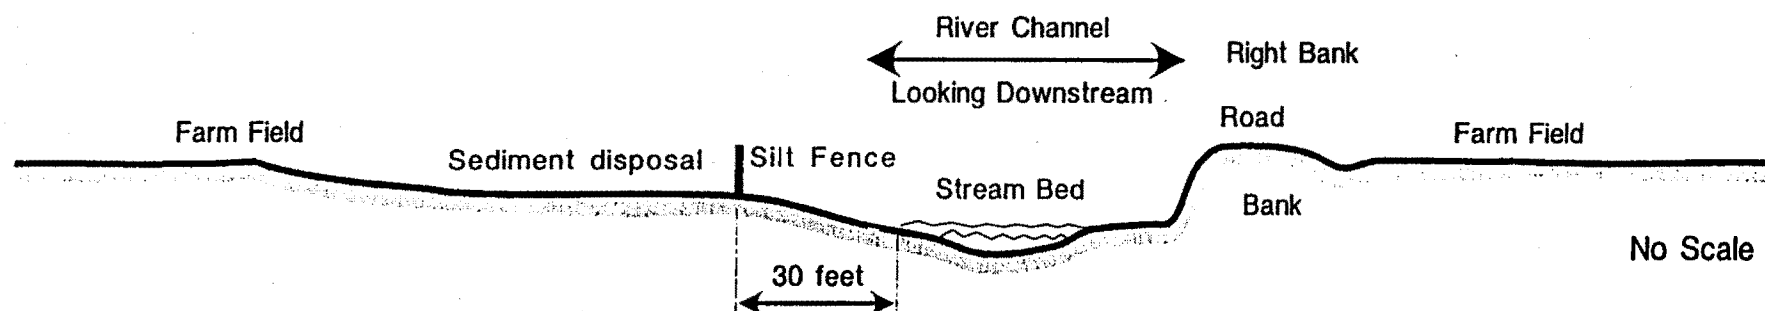 River Channel
Right Bank
Looking Downstream
Road
Farm Field
Farm Field
Sediment disposal
Silt Fence
Stream Bed
Bank
No Scale
30 feet